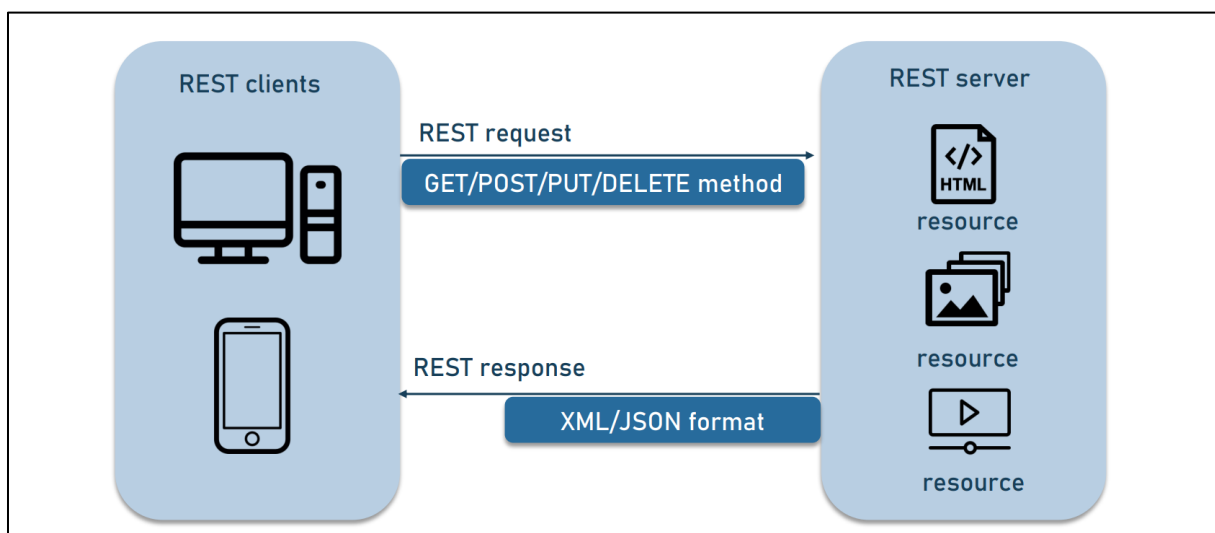 REST clients
REST request
GET/POST/PUT/DELETE method
REST response
XML/JSON format
REST server
</>
HTML
resource
resource
resource